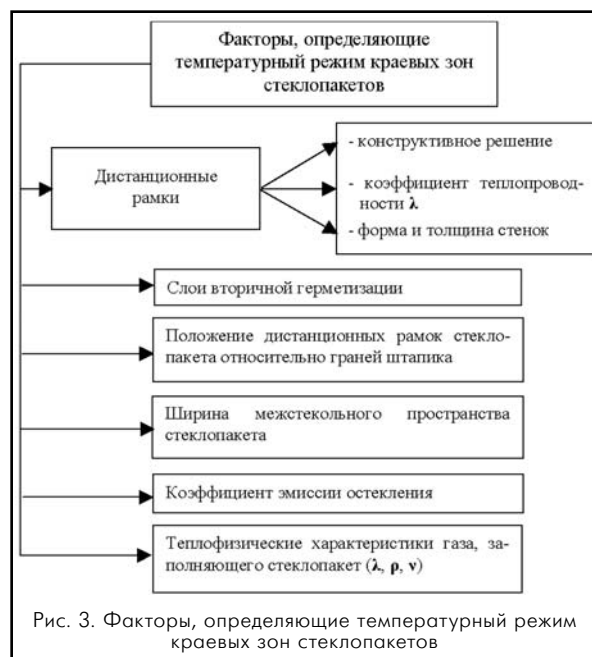 Факторы, определяющие
температурный режим краевых зон
стеклопакетов
Дистанционные
рамки
- конструктивное решение
- коэффициент теплопровод-
ности λ
- форма и толщина стенок
Слои вторичной герметизации
Положение дистанционных рамок стекло-
пакета относительно граней штапика
Ширина межстекольного пространства
стеклопакета
Коэффициент эмиссии остекления
Теплофизические характеристики газа, за-
полняющего стеклопакет (λ, ρ, ν)
Рис. 3. Факторы, определяющие температурный режим
краевых зон стеклопакетов